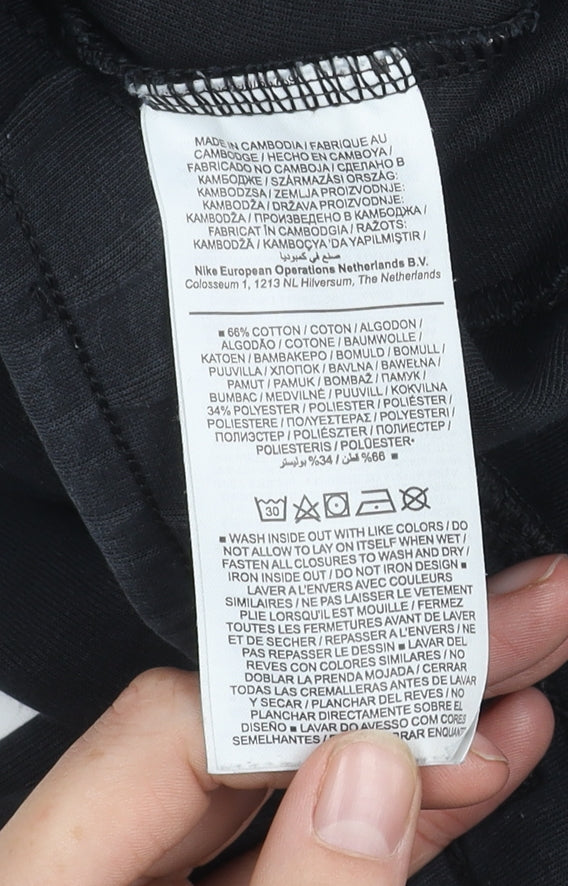 MADE IN CAMBODIA / FABRIQUE AU
CAMBODGE / HECHO EN CAMBOYA /
FABRICADO NO CAMBOJA / СДЕЛАНО В
КАМБОДЖЕ / SZÁRMAZÁSI ORSZÁG:
KAMBODZSA / ZEMLJA PROIZVODNJE:
KAMBODŽA / DRŽAVA PROIZVODNJE:
KAMBODŽA / ПРОИЗВЕДЕНО В КАМБОДЖА /
FABRICAT ÎN CAMBODGIA / RAŽOTS:
KAMBODŽĀ / KAMBOÇYA 'DA YAPILMIŞTIR /
صنع في كمبوديا
Nike European Operations Netherlands B.V.
Colosseum 1, 1213 NL Hilversum, The Netherlands
■ 66% COTTON / COTON / ALGODON /
ALGODÃO / COTONE / BAUMWOLLE /
KATOEN / ΒΑΜΒΑΚΕΡΟ / BOMULD / BOMULL /
PUUVILLA / ХЛОПОК / BAVLNA / BAWEŁNA /
PAMUT / PAMUK / BOMBAŽ / ПАМУК /
BUMBAC / MEDVILNĖ / PUUVILL / KOKVILNA
34% POLYESTER / POLIESTER / POLIÉSTER /
POLIESTERE / ΠΟΛΥΕΣΤΕΡΑΣ / POLYESTERI /
ПОЛИЭСТЕР / POLIÉSZTER / ПОЛИЕСТЕР /
POLIESTERIS / POLÜESTER■
■ 66% قطن / 34% بوليستر
30
■ WASH INSIDE OUT WITH LIKE COLORS / DO
NOT ALLOW TO LAY ON ITSELF WHEN WET /
FASTEN ALL CLOSURES TO WASH AND DRY /
IRON INSIDE OUT / DO NOT IRON DESIGN ■
LAVER A L'ENVERS AVEC COULEURS
SIMILAIRES / NE PAS LAISSER LE VETEMENT
PLIE LORSQU'IL EST MOUILLE / FERMEZ
TOUTES LES FERMETURES AVANT DE LAVER
ET DE SECHER / REPASSER A L'ENVERS / NE
PAS REPASSER LE DESSIN ■ LAVAR DEL
REVES CON COLORES SIMILARES / NO
DOBLAR LA PRENDA MOJADA / CERRAR
TODAS LAS CREMALLERAS ANTES DE LAVAR
Y SECAR / PLANCHAR DEL REVES / NO
PLANCHAR DIRECTAMENTE SOBRE EL
DISEÑO ■ LAVAR DO AVESSO COM CORES
SEMELHANTES /